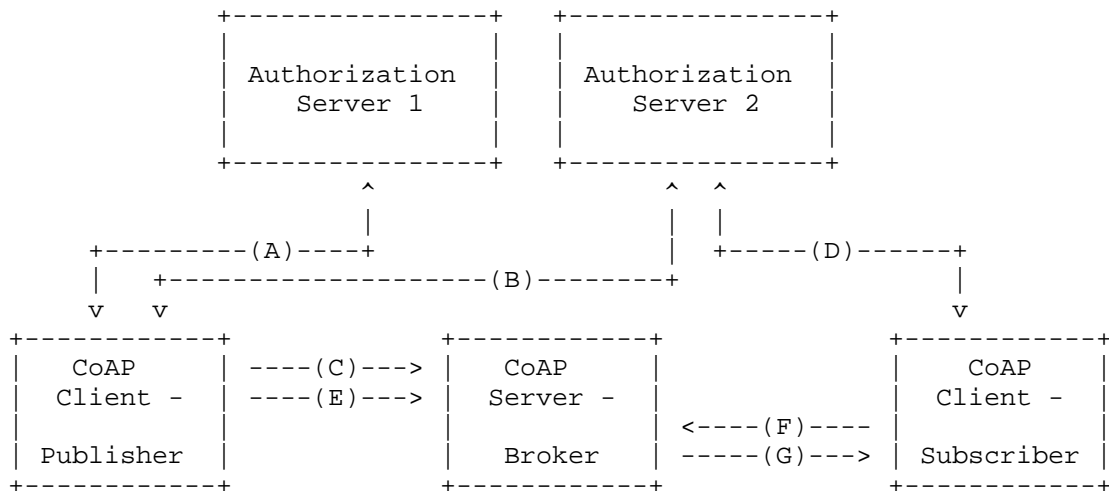 Authorization Authorization
Server 1 Server 2
(A) (D)
(B)
CoAP ----(C)---> CoAP CoAP
Client - ----(E)---> Server - Client -
<----(F)----
Publisher Broker -----(G)---> Subscriber